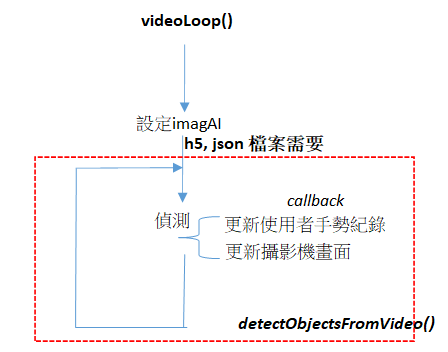 videoLoop()
設定imagAI
h5, json 檔案需要
callback
偵測
更新使用者手勢紀錄
更新攝影機畫面
detectObjectsFromVideo()